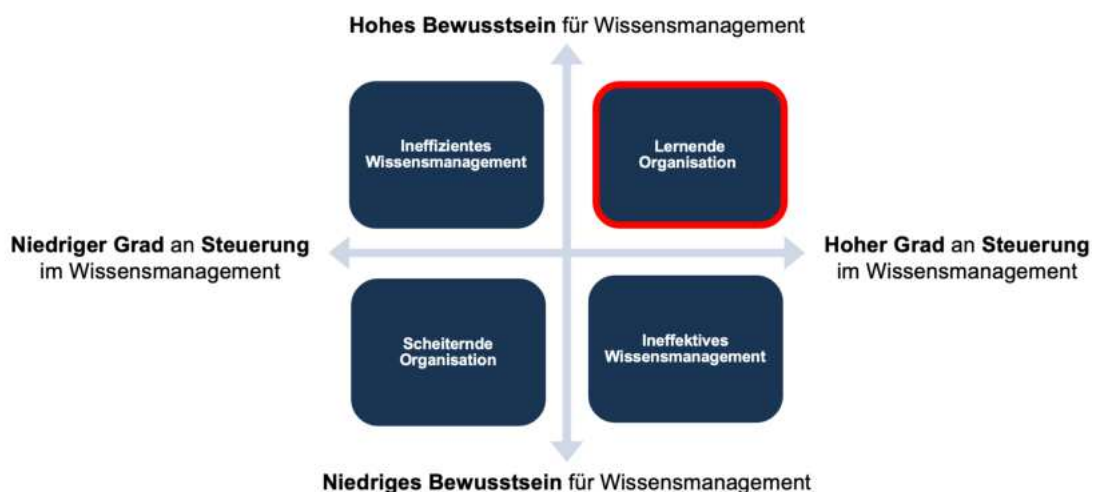 Hohes Bewusstsein für Wissensmanagement
Ineffizientes
Wissensmanagement
Lernende
Organisation
Niedriger Grad an Steuerung
im Wissensmanagement
Hoher Grad an Steuerung
im Wissensmanagement
Scheiternde
Organisation
Ineffektives
Wissensmanagement
Niedriges Bewusstsein für Wissensmanagement